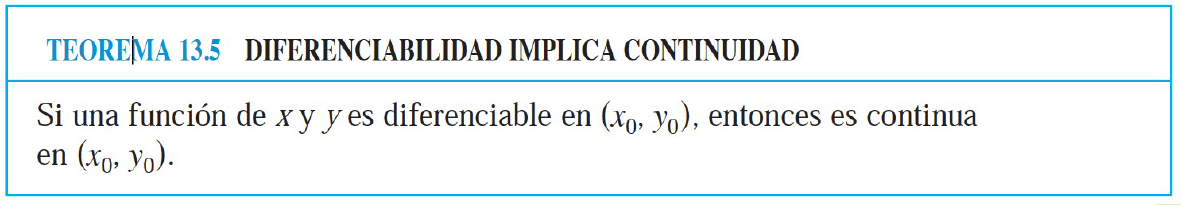 TEOREMA 13.5 DIFERENCIABILIDAD IMPLICA CONTINUIDAD
Si una función de x y y es diferenciable en (x₀, y₀), entonces es continua
en (x₀, y₀).